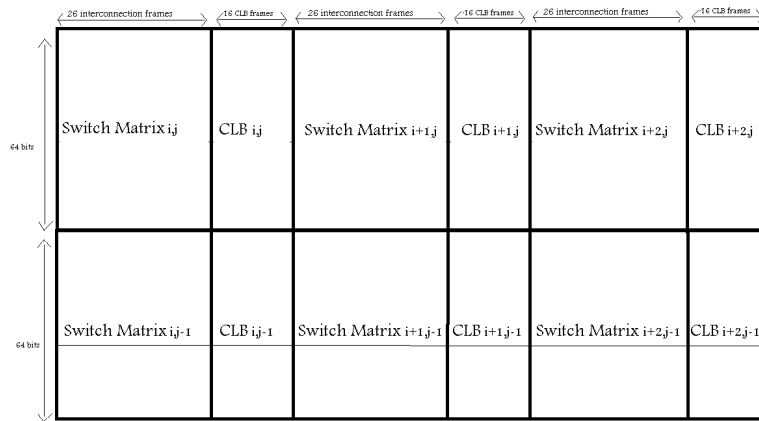 26 interconnection frames 16 CLB frames 26 interconnection frames 16 CLB frames 26 interconnection frames 16 CLB frames
Switch Matrix i,j CLB i,j Switch Matrix i+1,j CLB i+1,j Switch Matrix i+2,j CLB i+2,j
64 bits
Switch Matrix i,j-1 CLB i,j-1 Switch Matrix i+1,j-1 CLB i+1,j-1 Switch Matrix i+2,j-1 CLB i+2,j-1
64 bits